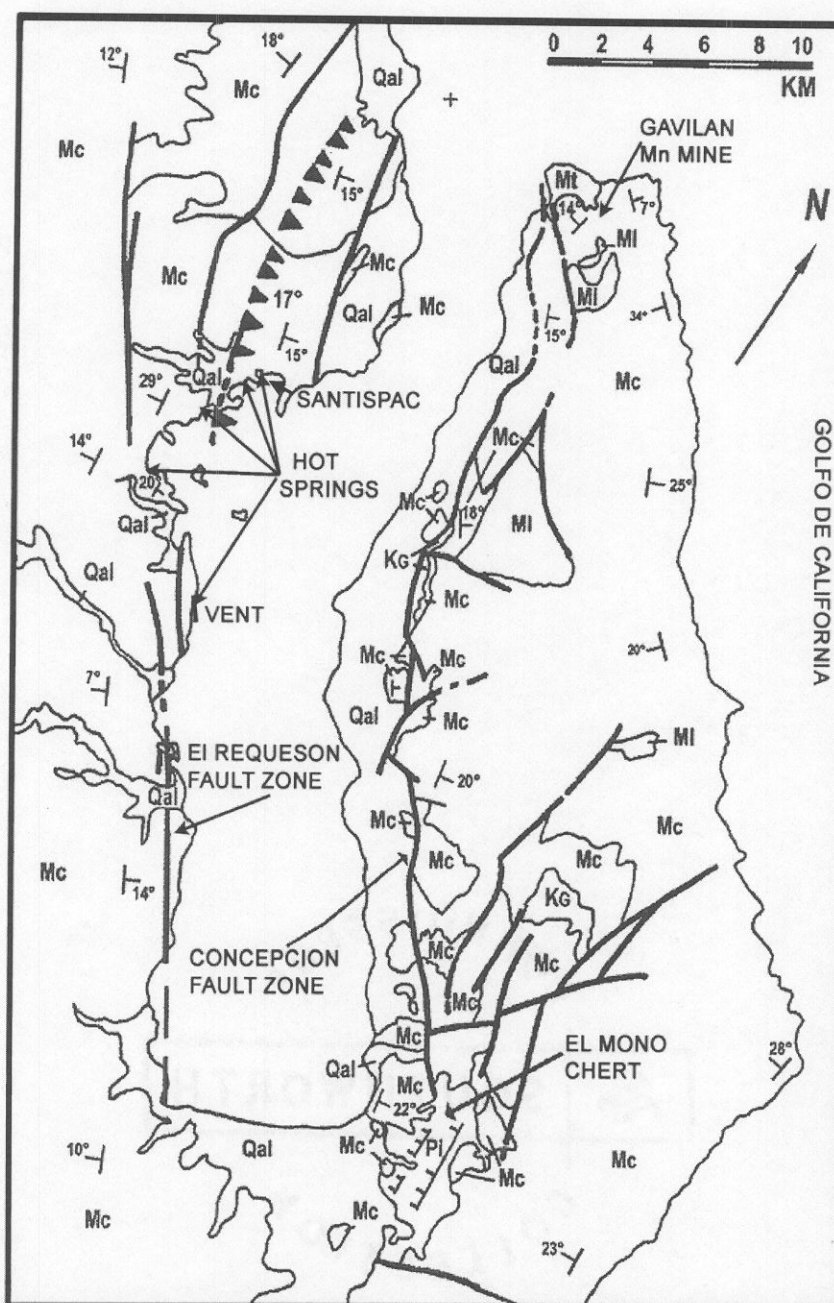 12°
18°
Mc
Qal
0 2 4 6 8 10
KM
Mc
GAVILAN
Mn MINE
Mt
14°
7°
N
15°
Ml
Mc
Mc
Ml
34°
17°
Qal
Mc
15°
15°
Qal
Mc
29°
Qal
SANTISPAC
Mc
14°
HOT
SPRINGS
20°
Qal
Mc
18°
Ml
25°
GOLFO DE CALIFORNIA
Qal
KG
Mc
VENT
Mc
Mc
20°
7°
Qal
Mc
Ml
El REQUESON
FAULT ZONE
20°
Qal
Mc
Mc
Mc
Mc
Mc
14°
KG
CONCEPCION
FAULT ZONE
Mc
Mc
Mc
Mc
EL MONO
CHERT
Qal
Mc
28°
22°
10°
Qal
Mc
Pl
Mc
Mc
Mc
Mc
23°